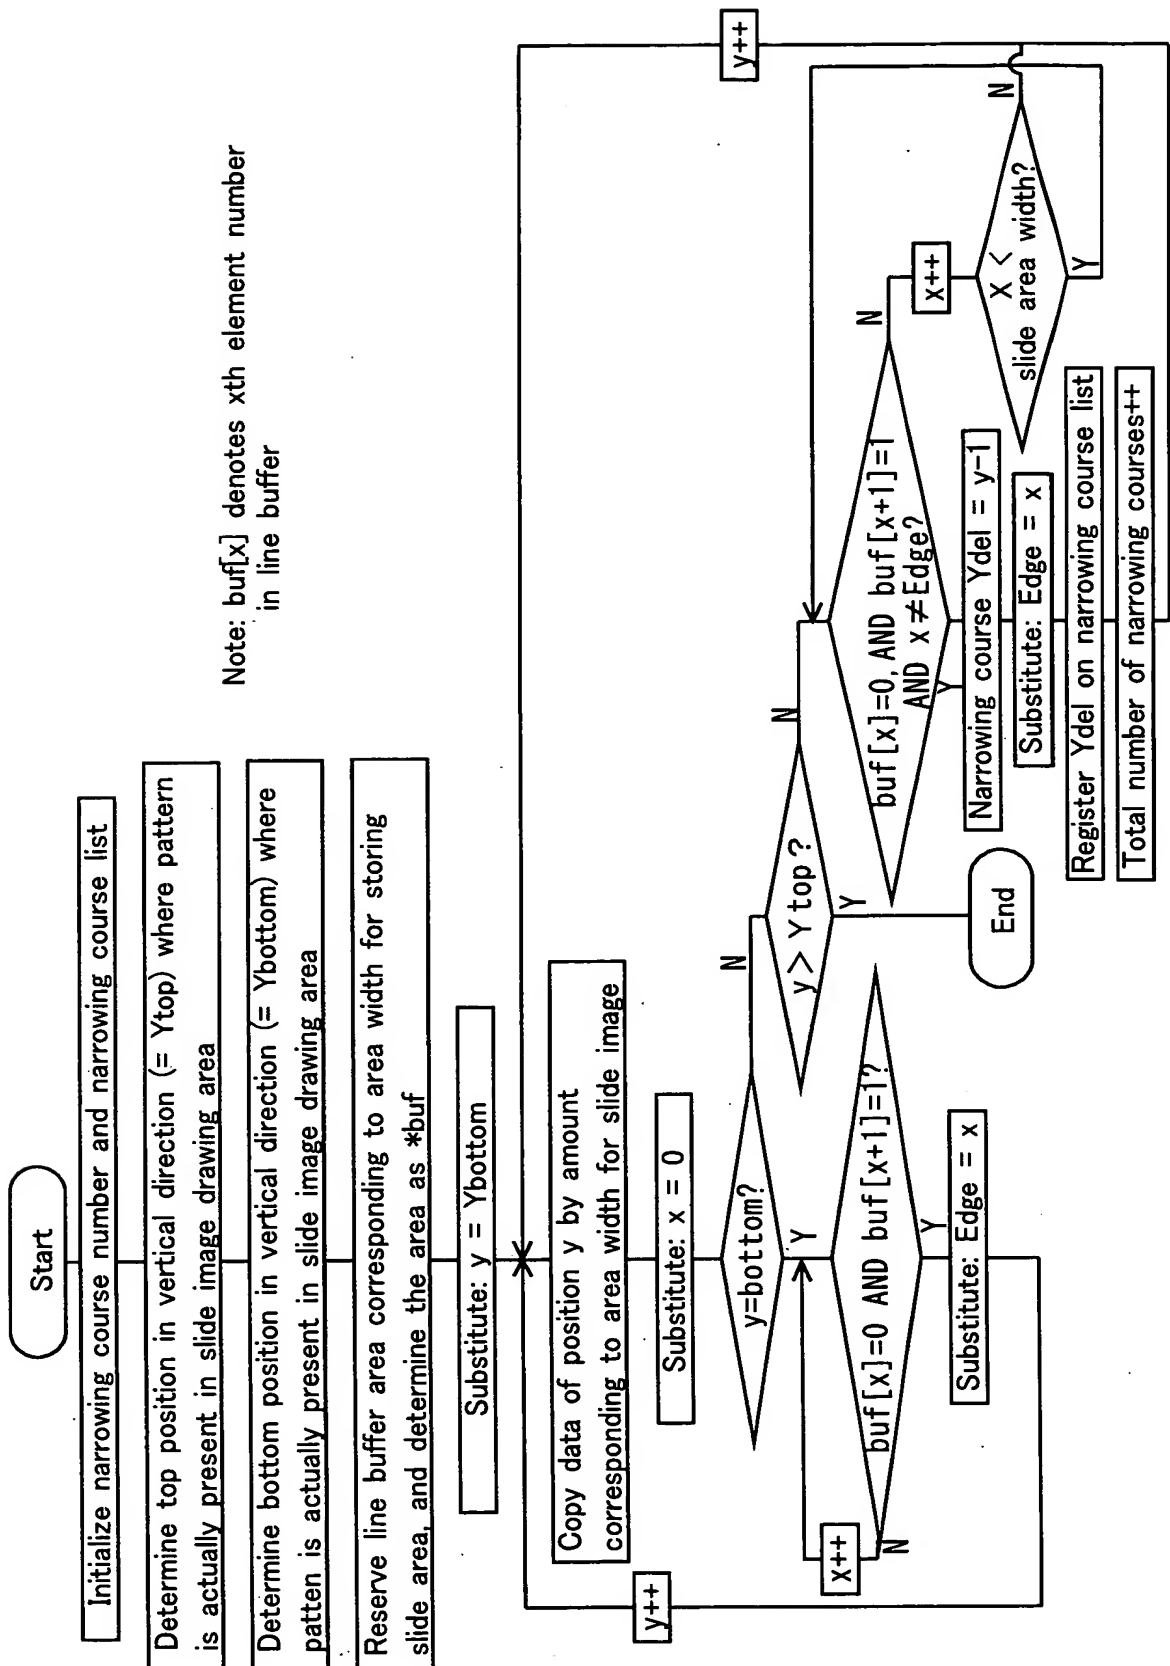 Start
Initialize narrowing course number and narrowing course list
Determine top position in vertical direction (= Ytop) where pattern
is actually present in slide image drawing area
Note: buf[x] denotes xth element number
in line buffer
Determine bottom position in vertical direction (= Ybottom) where
patten is actually present in slide image drawing area
Reserve line buffer area corresponding to area width for storing
slide area, and determine the area as *buf
Substitute: y = Ybottom
Copy data of position y by amount
corresponding to area width for slide image
Substitute: x = 0
y=bottom?
N
Y
y++
x++
buf[x]=0 AND buf[x+1]=1?
N
Y
Substitute: Edge = x
y> Ytop?
N
Y
End
buf[x]=0, AND buf[x+1]=1
AND x≠Edge?
N
Y
Narrowing course Ydel = y-1
Substitute: Edge = x
Register Ydel on narrowing course list
Total number of narrowing courses++
x++
X <
slide area width?
N
Y
y++